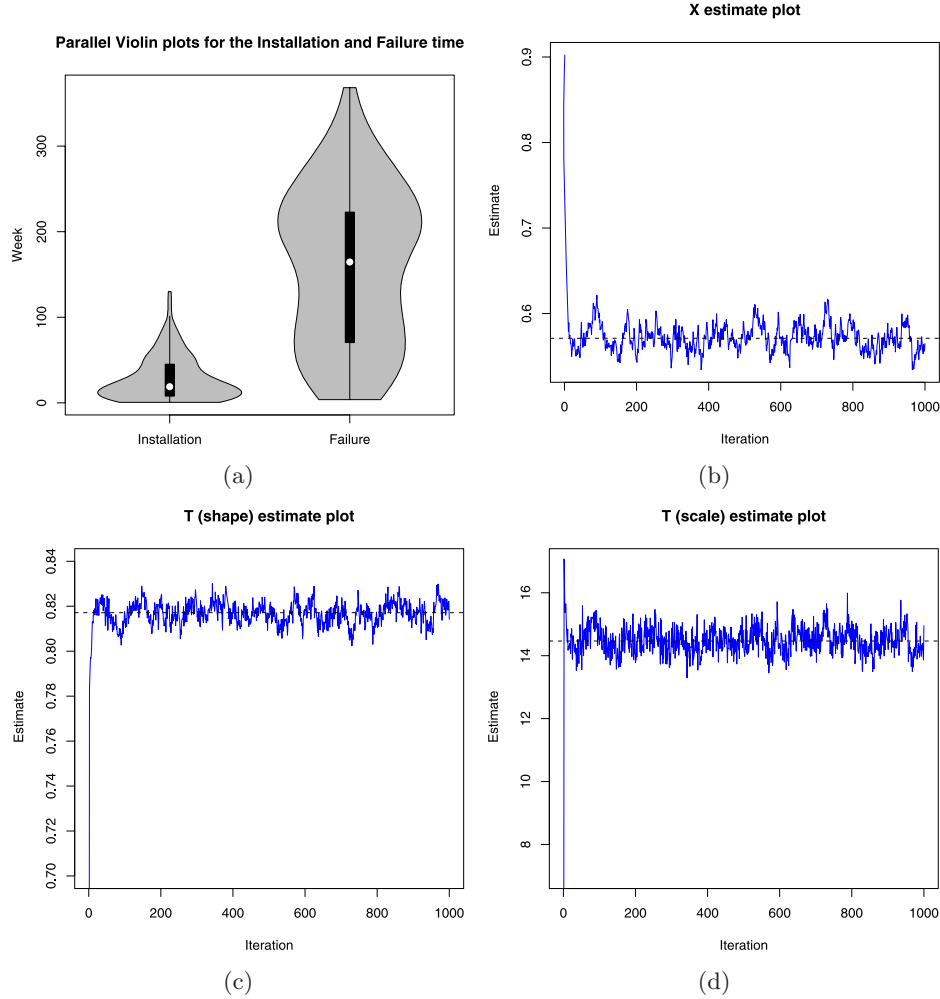 Parallel Violin plots for the Installation and Failure time
Week
0
100
200
300
Installation
Failure
(a)
X estimate plot
Estimate
0.6
0.7
0.8
0.9
0 200 400 600 800 1000
Iteration
(b)
T (shape) estimate plot
Estimate
0.70
0.72
0.74
0.76
0.78
0.80
0.82
0.84
0 200 400 600 800 1000
Iteration
(c)
T (scale) estimate plot
Estimate
8
10
12
14
16
0 200 400 600 800 1000
Iteration
(d)